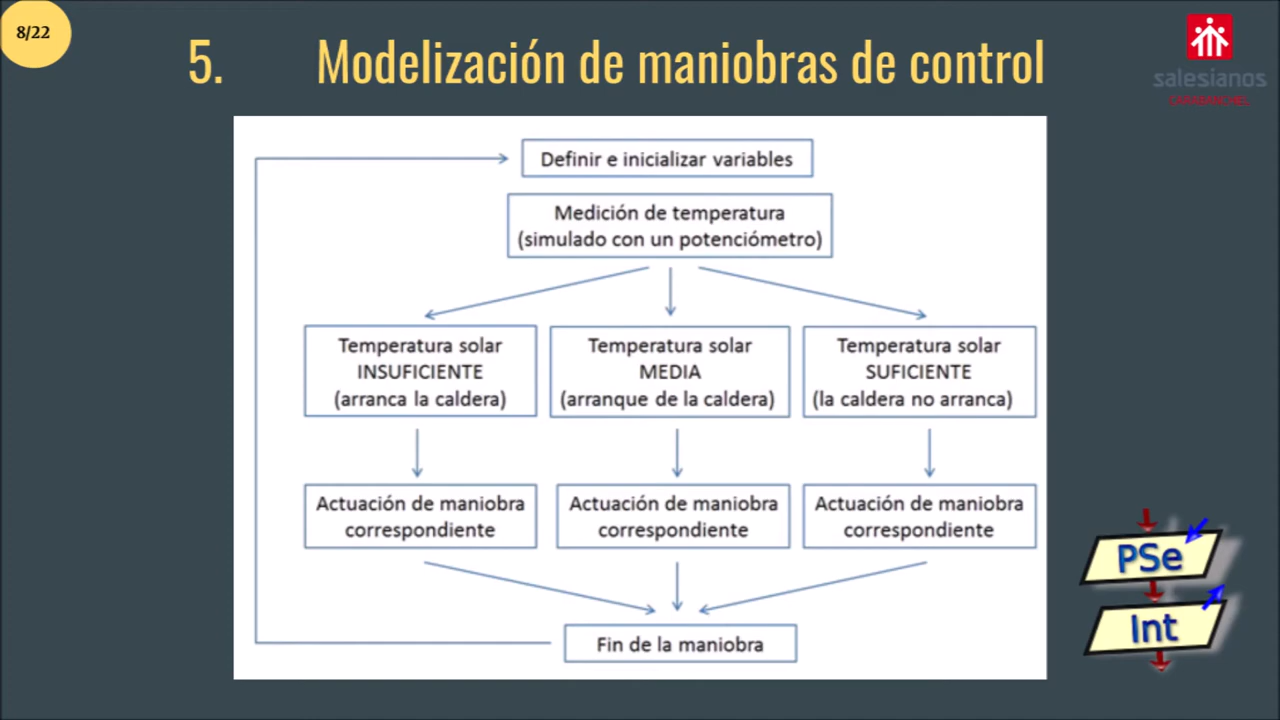 8/22
5. Modelización de maniobras de control
salesianos
CARABANCHEL
Definir e inicializar variables
Medición de temperatura
(simulado con un potenciómetro)
Temperatura solar
INSUFICIENTE
(arranca la caldera)
Temperatura solar
MEDIA
(arranque de la caldera)
Temperatura solar
SUFICIENTE
(la caldera no arranca)
Actuación de maniobra
correspondiente
Actuación de maniobra
correspondiente
Actuación de maniobra
correspondiente
Fin de la maniobra
PSe
Int